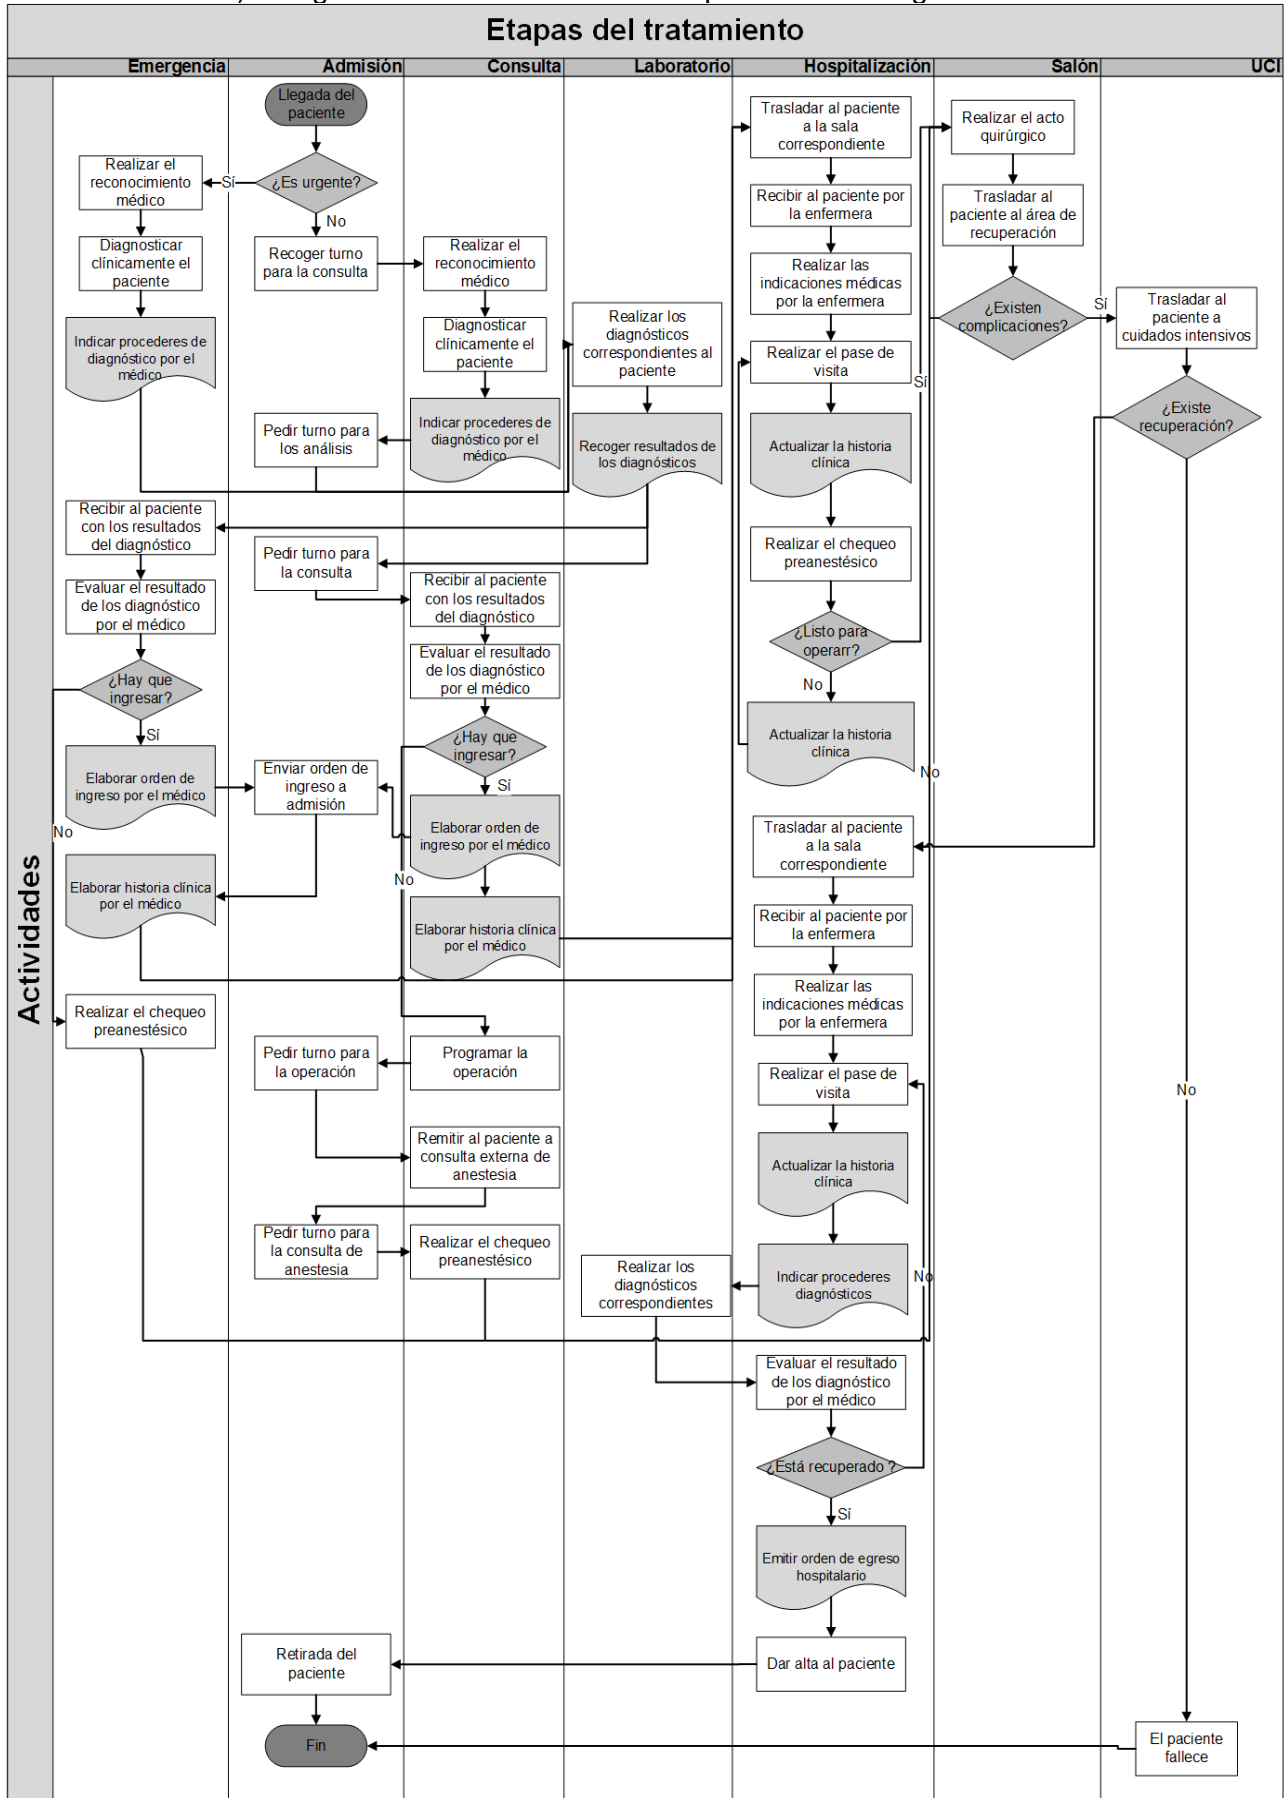 Etapas del tratamiento
Emergencia
Admisión
Consulta
Laboratorio
Hospitalización
Salón
UCI
Actividades
Llegada del
paciente
¿Es urgente?
Sí
No
Realizar el
reconocimiento
médico
Diagnosticar
clínicamente el
paciente
Indicar procederes de
diagnóstico por el
médico
Recoger turno
para la consulta
Realizar el
reconocimiento
médico
Diagnosticar
clínicamente el
paciente
Indicar procederes de
diagnóstico por el
médico
Pedir turno para
los análisis
Realizar los
diagnósticos
correspondientes al
paciente
Recoger resultados de
los diagnósticos
Recibir al paciente
con los resultados
del diagnóstico
Evaluar el resultado
de los diagnóstico
por el médico
¿Hay que
ingresar?
Sí
No
Elaborar orden de
ingreso por el médico
Elaborar historia clínica
por el médico
Realizar el chequeo
preanestésico
Pedir turno para
la consulta
Recibir al paciente
con los resultados
del diagnóstico
Evaluar el resultado
de los diagnóstico
por el médico
¿Hay que
ingresar?
Sí
No
Enviar orden de
ingreso a
admisión
Elaborar orden de
ingreso por el médico
Elaborar historia clínica
por el médico
Programar la
operación
Pedir turno para
la operación
Remitir al paciente a
consulta externa de
anestesia
Pedir turno para
la consulta de
anestesia
Realizar el chequeo
preanestésico
Trasladar al paciente
a la sala
correspondiente
Recibir al paciente por
la enfermera
Realizar las
indicaciones médicas
por la enfermera
Realizar el pase de
visita
Actualizar la historia
clínica
Realizar el chequeo
preanestésico
¿Listo para
operarr?
Sí
No
Actualizar la historia
clínica
Realizar el acto
quirúrgico
Trasladar al
paciente al área de
recuperación
¿Existen
complicaciones?
Sí
No
Trasladar al
paciente a
cuidados intensivos
¿Existe
recuperación?
No
Trasladar al paciente
a la sala
correspondiente
Recibir al paciente por
la enfermera
Realizar las
indicaciones médicas
por la enfermera
Realizar el pase de
visita
Actualizar la historia
clínica
Indicar procederes
diagnósticos
Realizar los
diagnósticos
correspondientes
Evaluar el resultado
de los diagnóstico
por el médico
¿Está recuperado ?
No
Sí
Emitir orden de egreso
hospitalario
Dar alta al paciente
Retirada del
paciente
Fin
El paciente
fallece